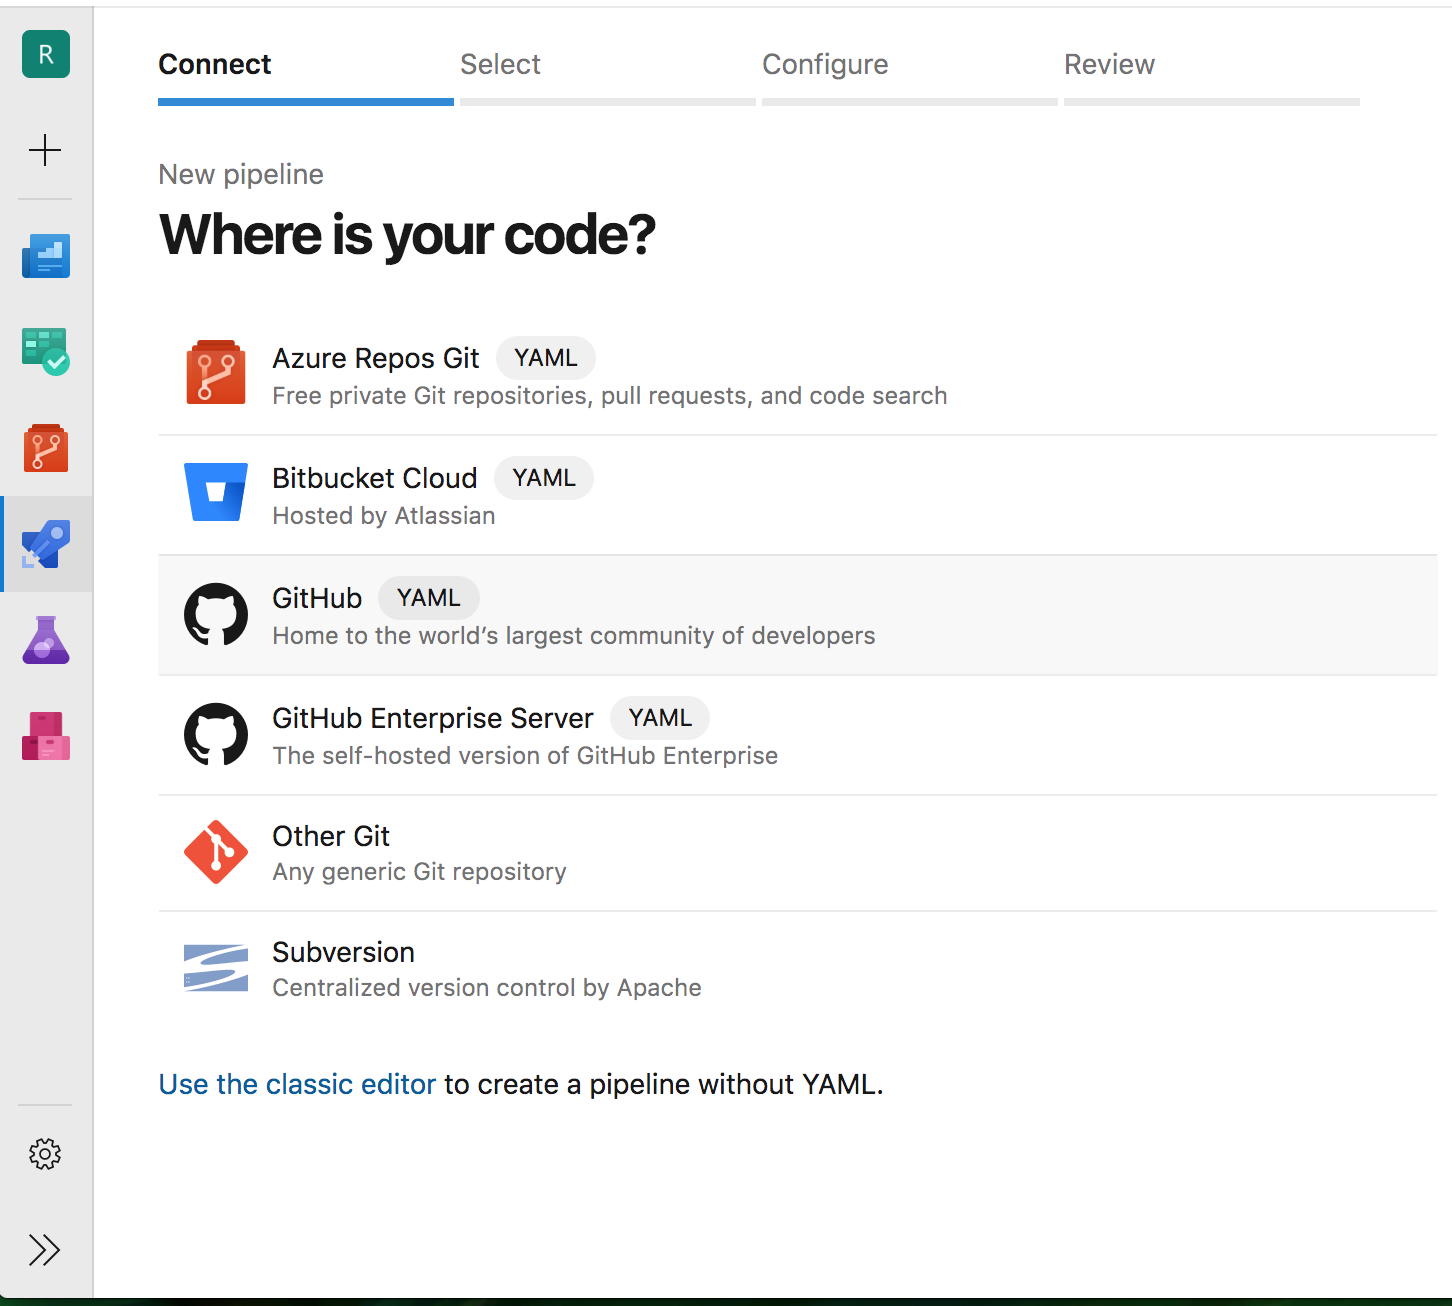 R
Connect
Select
Configure
Review
New pipeline
Where is your code?
Azure Repos Git YAML
Free private Git repositories, pull requests, and code search
Bitbucket Cloud YAML
Hosted by Atlassian
GitHub YAML
Home to the world’s largest community of developers
GitHub Enterprise Server YAML
The self-hosted version of GitHub Enterprise
Other Git
Any generic Git repository
Subversion
Centralized version control by Apache
Use the classic editor to create a pipeline without YAML.